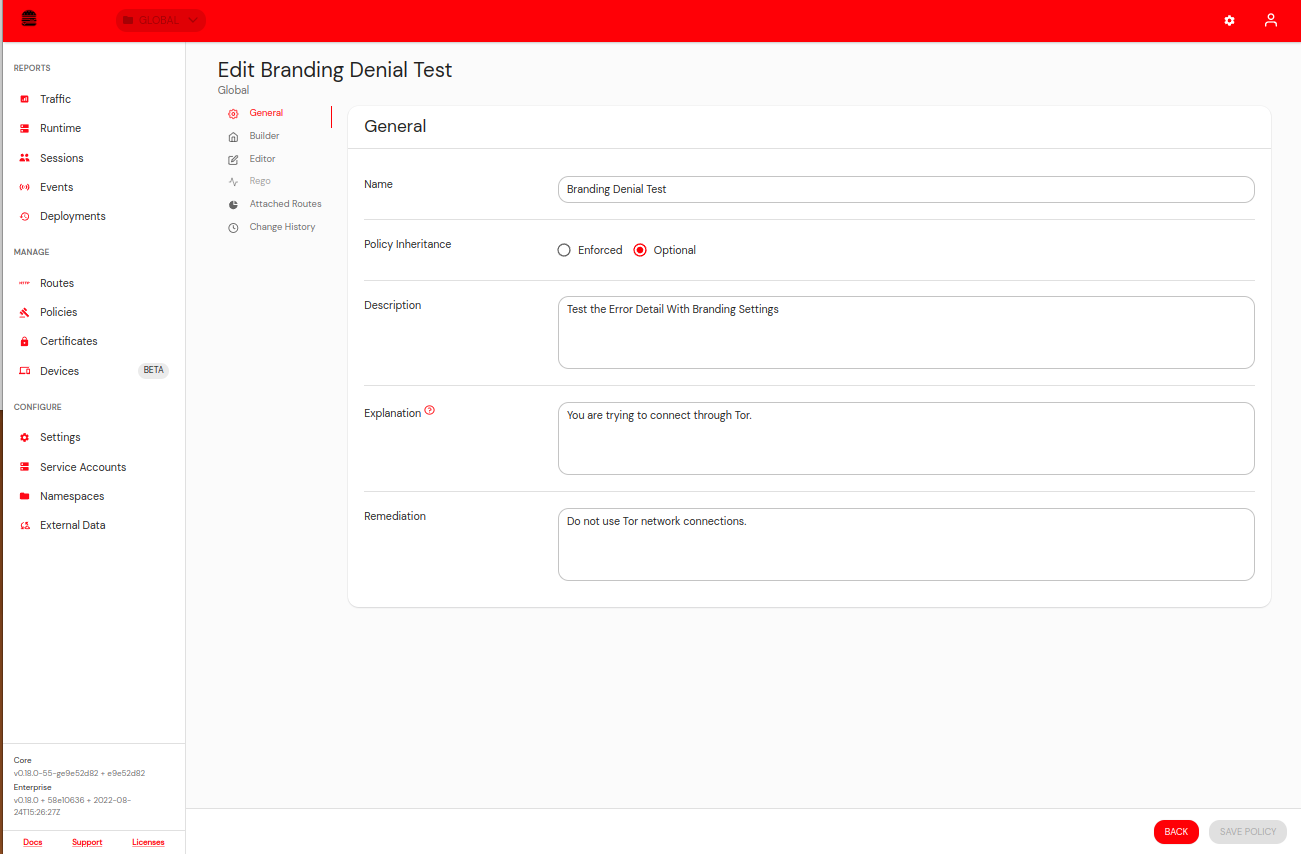 GLOBAL
REPORTS
Traffic
Runtime
Sessions
Events
Deployments
MANAGE
Routes
Policies
Certificates
Devices BETA
CONFIGURE
Settings
Service Accounts
Namespaces
External Data
Core
v0.18.0-55-ge9e52d82 + e9e52d82
Enterprise
v0.18.0 + 58e10636 + 2022-08-
24T15:26:27Z
Docs Support Licenses
Edit Branding Denial Test
Global
General
Builder
Editor
Rego
Attached Routes
Change History
General
Name
Branding Denial Test
Policy Inheritance
Enforced Optional
Description
Test the Error Detail With Branding Settings
Explanation
You are trying to connect through Tor.
Remediation
Do not use Tor network connections.
BACK SAVE POLICY